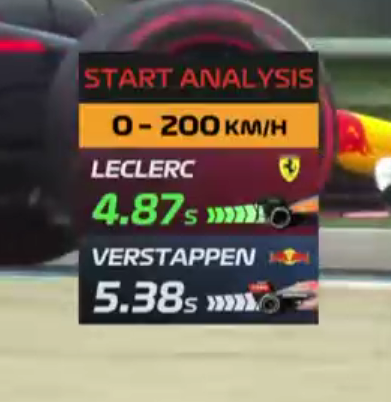 START ANALYSIS
0 - 200 KM/H
LECLERC
4.87s
VERSTAPPEN
5.38s